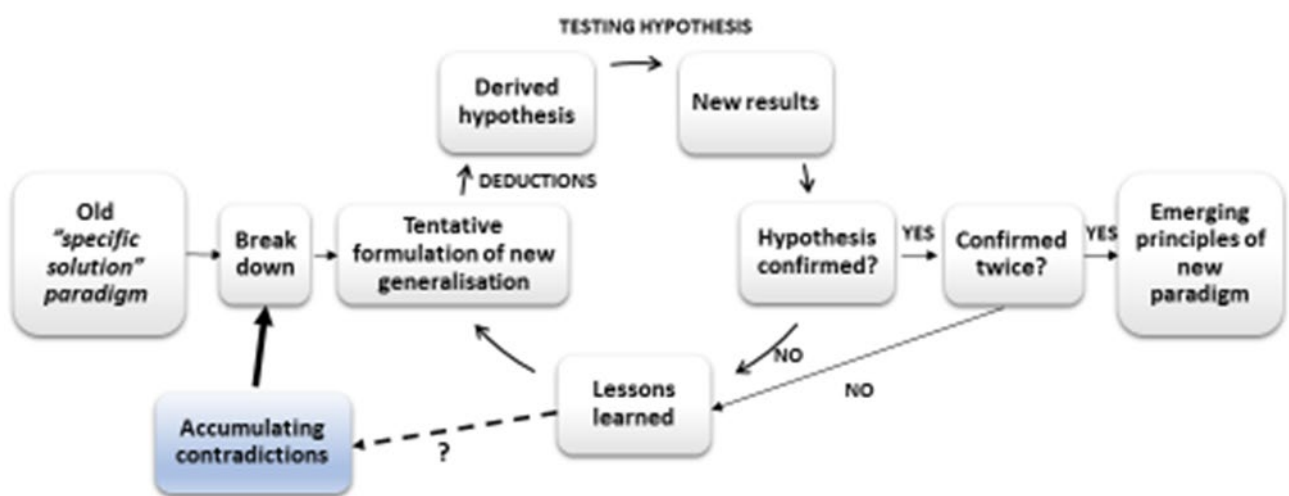 TESTING HYPOTHESIS
Derived
hypothesis
New results
DEDUCTIONS
Old
“specific
solution”
paradigm
Break
down
Tentative
formulation of new
generalisation
Hypothesis
confirmed?
YES
Confirmed
twice?
YES
Emerging
principles of
new
paradigm
NO
NO
Lessons
learned
Accumulating
contradictions
?